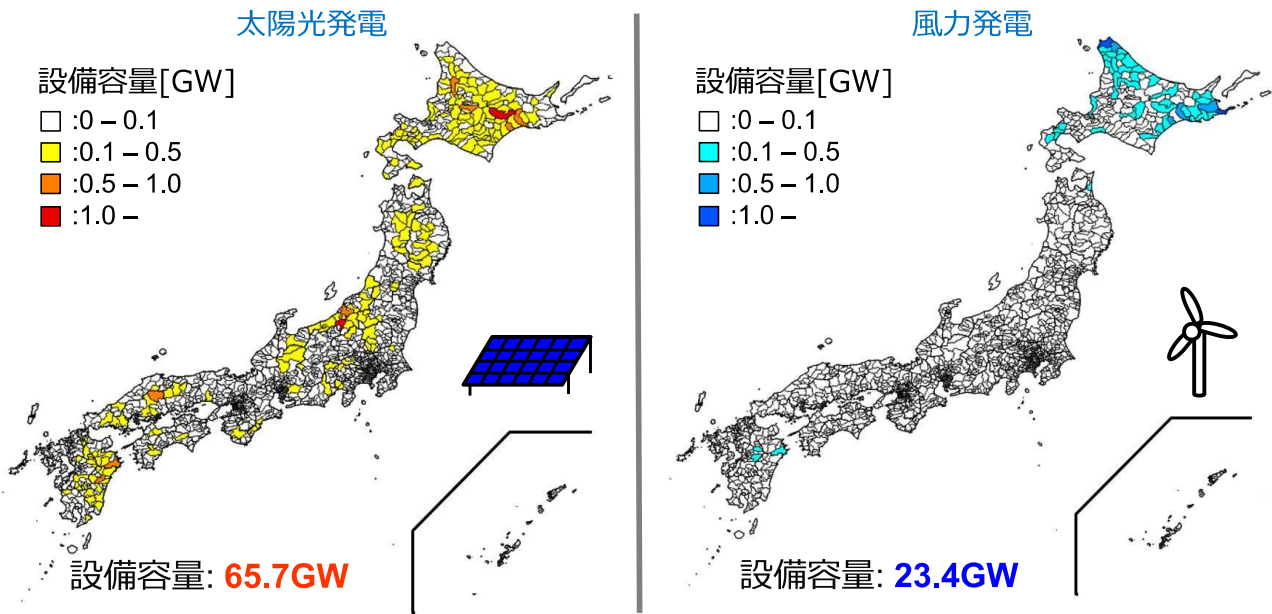 太陽光発電
設備容量[GW]
:0 – 0.1
:0.1 – 0.5
:0.5 – 1.0
:1.0 –
設備容量: 65.7GW
風力発電
設備容量[GW]
:0 – 0.1
:0.1 – 0.5
:0.5 – 1.0
:1.0 –
設備容量: 23.4GW